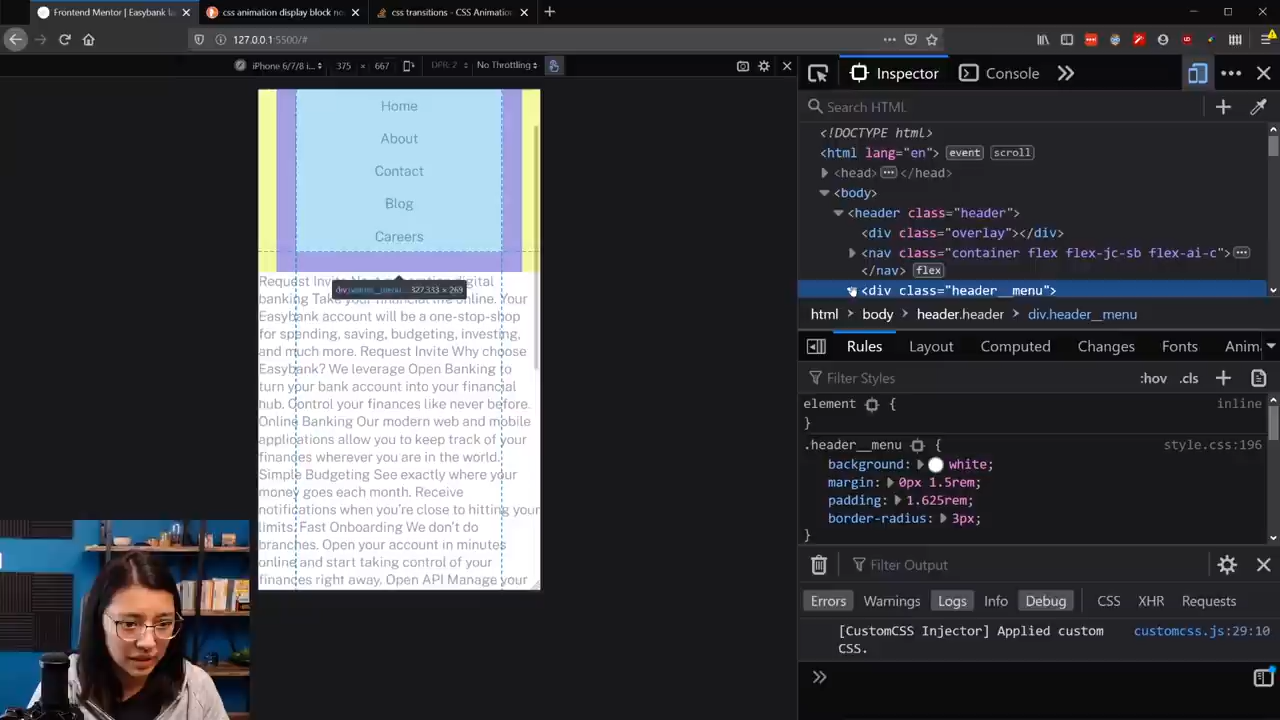 Frontend Mentor | Easybank la
css animation display block no
css transitions - CSS Animation
127.0.0.1:5500/#
iPhone 6/7/8 i... 375 × 667 DPR: 2 No Throttling
Home
About
Contact
Blog
Careers
Request Invite Next generation digital
327.333 × 269
banking Take your financial life online. Your
Easybank account will be a one-stop-shop
for spending, saving, budgeting, investing,
and much more. Request Invite Why choose
Easybank? We leverage Open Banking to
turn your bank account into your financial
hub. Control your finances like never before.
Online Banking Our modern web and mobile
applications allow you to keep track of your
finances wherever you are in the world.
Simple Budgeting See exactly where your
money goes each month. Receive
notifications when you're close to hitting your
limits. Fast Onboarding We don't do
branches. Open your account in minutes
online and start taking control of your
finances right away. Open API Manage your
Inspector Console
Search HTML
<!DOCTYPE html>
<html lang="en"> event scroll
<head> ••• </head>
<body>
<header class="header">
<div class="overlay"></div>
<nav class="container flex flex-jc-sb flex-ai-c"> •••
</nav> flex
<div class="header__menu">
html body header.header div.header__menu
Rules Layout Computed Changes Fonts Anim
Filter Styles :hov .cls
element { inline
}
.header__menu { style.css:196
background: white;
margin: 0px 1.5rem;
padding: 1.625rem;
border-radius: 3px;
}
Filter Output
Errors Warnings Logs Info Debug CSS XHR Requests
[CustomCSS Injector] Applied custom customcss.js:29:10
CSS.